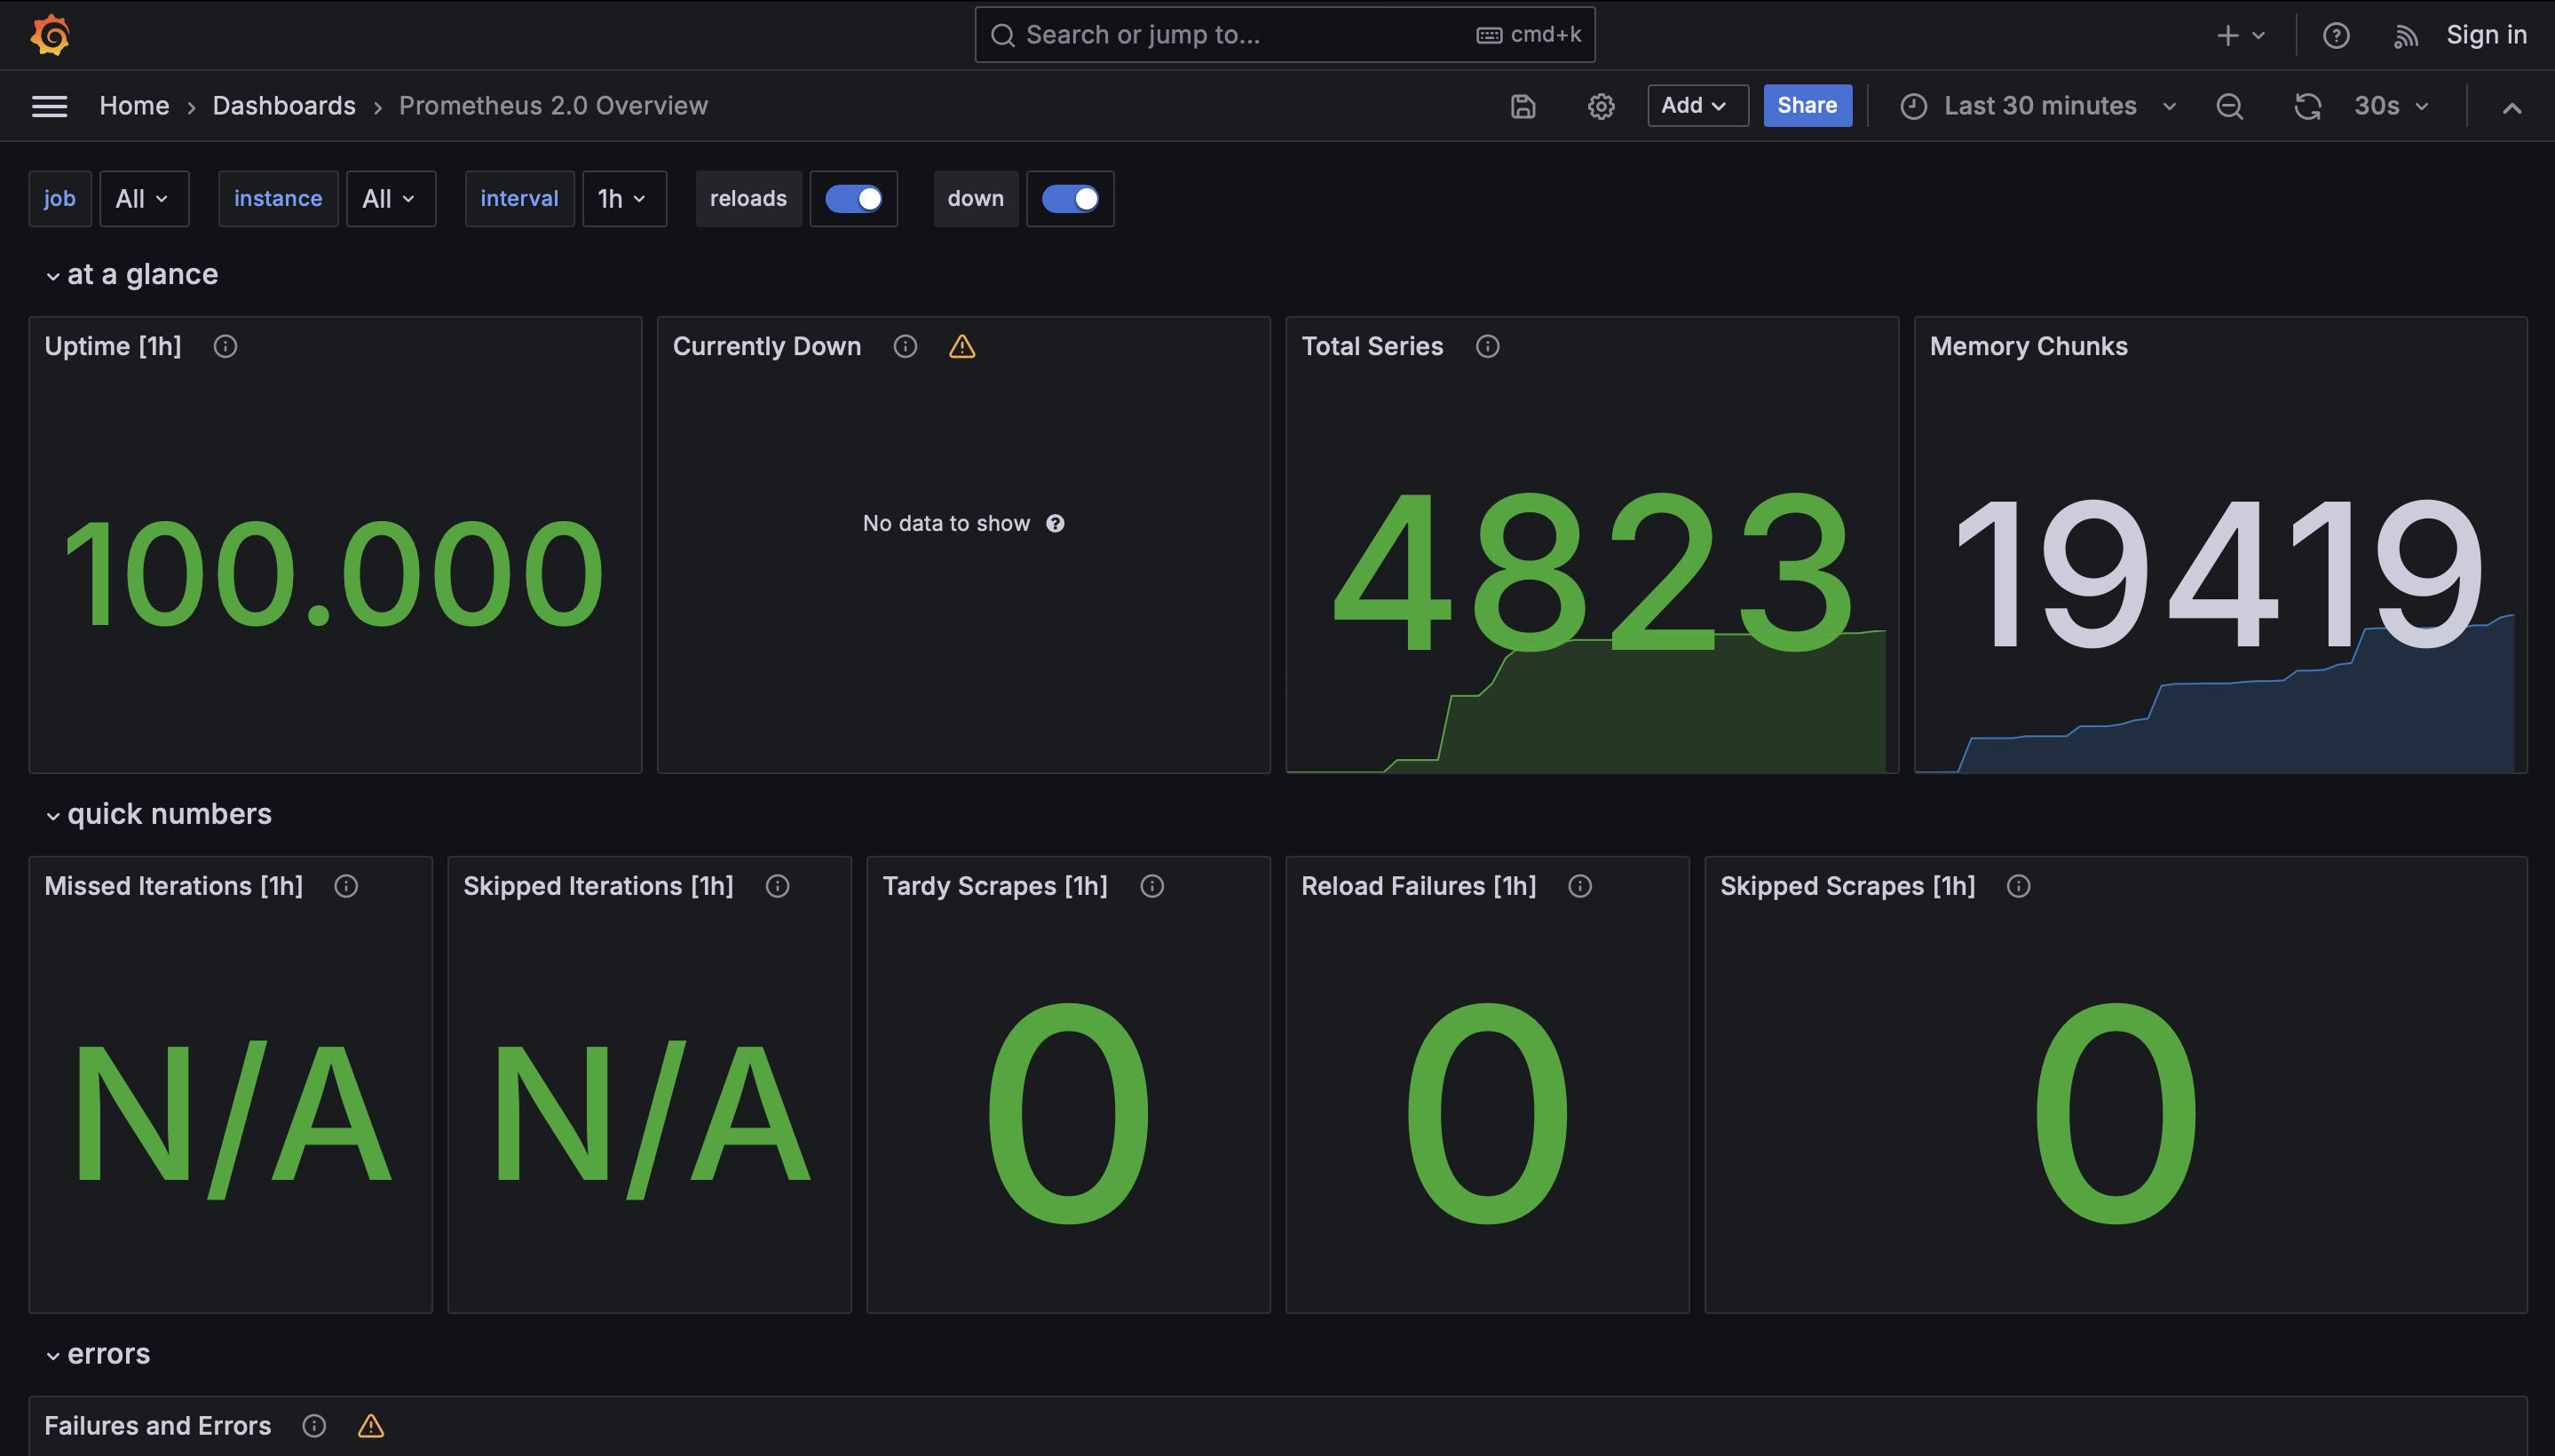 Search or jump to... cmd+k
Sign in
Home › Dashboards › Prometheus 2.0 Overview
Add
Share
Last 30 minutes
30s
job All instance All interval 1h reloads down
at a glance
Uptime [1h]
100.000
Currently Down
No data to show
Total Series
4823
Memory Chunks
19419
quick numbers
Missed Iterations [1h]
N/A
Skipped Iterations [1h]
N/A
Tardy Scrapes [1h]
0
Reload Failures [1h]
0
Skipped Scrapes [1h]
0
errors
Failures and Errors